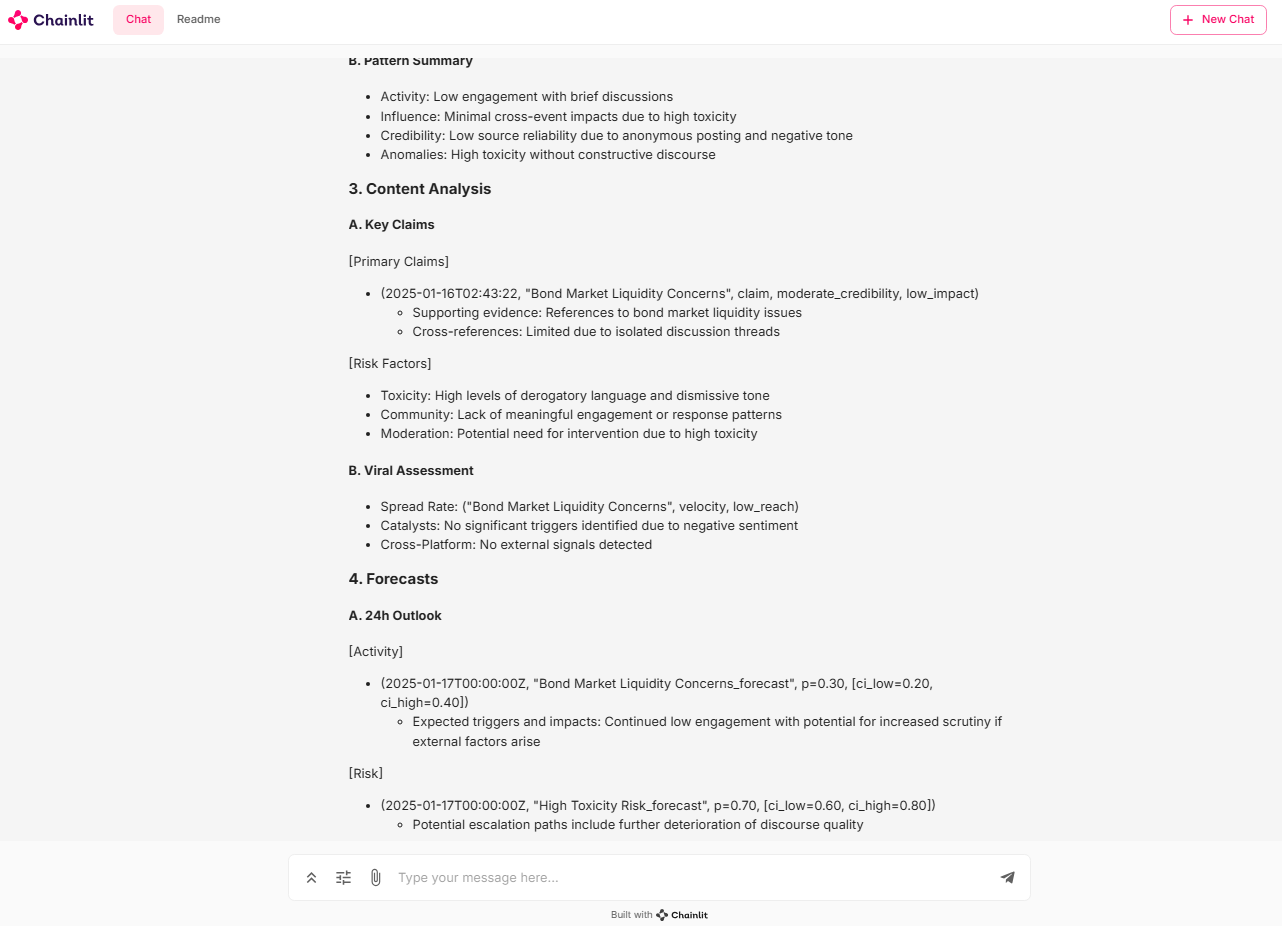 Chainlit
Chat
Readme
New Chat
B. Pattern Summary
Activity: Low engagement with brief discussions
Influence: Minimal cross-event impacts due to high toxicity
Credibility: Low source reliability due to anonymous posting and negative tone
Anomalies: High toxicity without constructive discourse
3. Content Analysis
A. Key Claims
[Primary Claims]
(2025-01-16T02:43:22, "Bond Market Liquidity Concerns", claim, moderate_credibility, low_impact)
Supporting evidence: References to bond market liquidity issues
Cross-references: Limited due to isolated discussion threads
[Risk Factors]
Toxicity: High levels of derogatory language and dismissive tone
Community: Lack of meaningful engagement or response patterns
Moderation: Potential need for intervention due to high toxicity
B. Viral Assessment
Spread Rate: ("Bond Market Liquidity Concerns", velocity, low_reach)
Catalysts: No significant triggers identified due to negative sentiment
Cross-Platform: No external signals detected
4. Forecasts
A. 24h Outlook
[Activity]
(2025-01-17T00:00:00Z, "Bond Market Liquidity Concerns_forecast", p=0.30, [ci_low=0.20,
ci_high=0.40])
Expected triggers and impacts: Continued low engagement with potential for increased scrutiny if
external factors arise
[Risk]
(2025-01-17T00:00:00Z, "High Toxicity Risk_forecast", p=0.70, [ci_low=0.60, ci_high=0.80])
Potential escalation paths include further deterioration of discourse quality
Type your message here...
Built with Chainlit